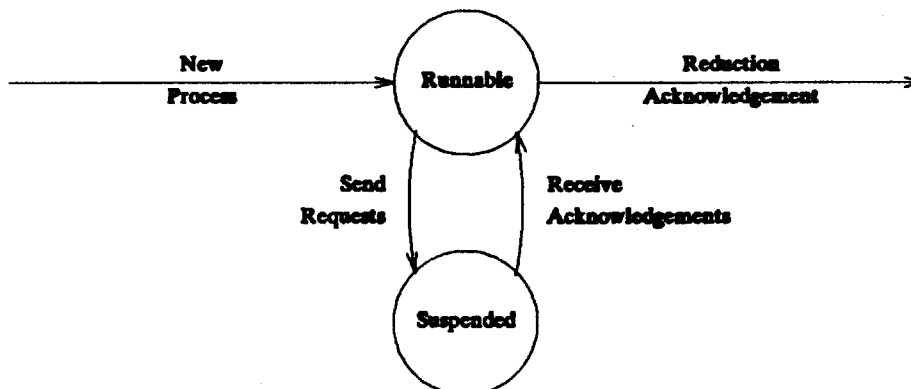 New
Process
Runnable
Reduction
Acknowledgement
Send
Requests
Receive
Acknowledgements
Suspended